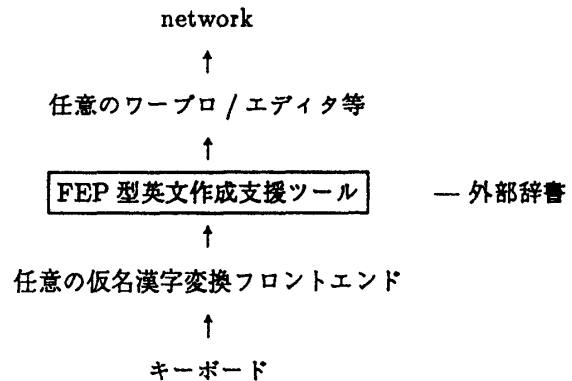 network
↑
任意のワープロ / エディタ等
↑
FEP 型英文作成支援ツール — 外部辞書
↑
任意の仮名漢字変換フロントエンド
↑
キーボード